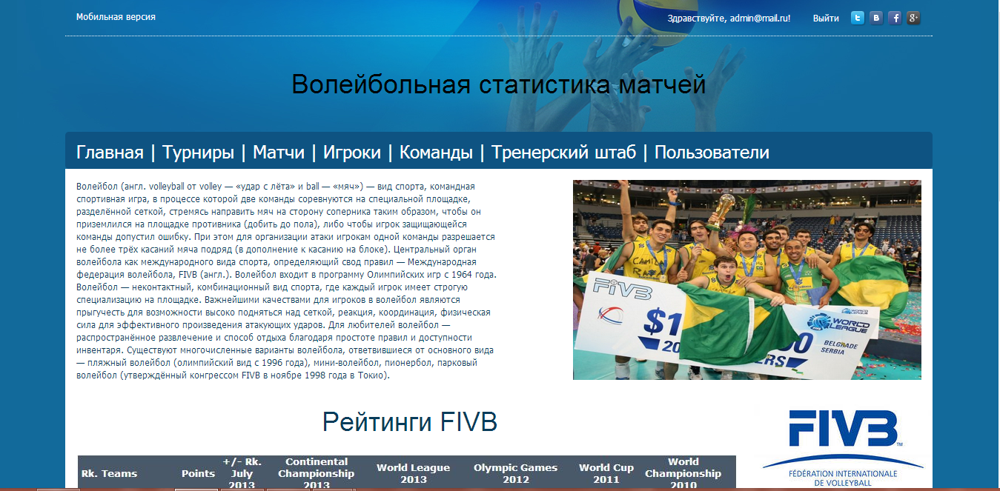 Мобильная версия
Здравствуйте, admin@mail.ru! Выйти
Волейбольная статистика матчей
Главная | Турниры | Матчи | Игроки | Команды | Тренерский штаб | Пользователи
Волейбол (англ. volleyball от volley — «удар с лёта» и ball — «мяч») — вид спорта, командная
спортивная игра, в процессе которой две команды соревнуются на специальной площадке,
разделённой сеткой, стремясь направить мяч на сторону соперника таким образом, чтобы он
приземлился на площадке противника (добить до пола), либо чтобы игрок защищающейся
команды допустил ошибку. При этом для организации атаки игрокам одной команды разрешается
не более трёх касаний мяча подряд (в дополнение к касанию на блоке). Центральный орган
волейбола как международного вида спорта, определяющий свод правил — Международная
федерация волейбола, FIVB (англ.). Волейбол входит в программу Олимпийских игр с 1964 года.
Волейбол — неконтактный, комбинационный вид спорта, где каждый игрок имеет строгую
специализацию на площадке. Важнейшими качествами для игроков в волейбол являются
прыгучесть для возможности высоко подняться над сеткой, реакция, координация, физическая
сила для эффективного произведения атакующих ударов. Для любителей волейбол —
распространённое развлечение и способ отдыха благодаря простоте правил и доступности
инвентаря. Существуют многочисленные варианты волейбола, ответвившиеся от основного вида
— пляжный волейбол (олимпийский вид с 1996 года), мини-волейбол, пионербол, парковый
волейбол (утверждённый конгрессом FIVB в ноябре 1998 года в Токио).
FIVB
WORLD
LEAGUE
BELGRADE
SERBIA
Рейтинги FIVB
FIVB TM
FÉDÉRATION INTERNATIONALE
DE VOLLEYBALL
Rk. Teams
Points
+/- Rk.
July
2013
Continental
Championship
2013
World League
2013
Olympic Games
2012
World Cup
2011
World
Championship
2010